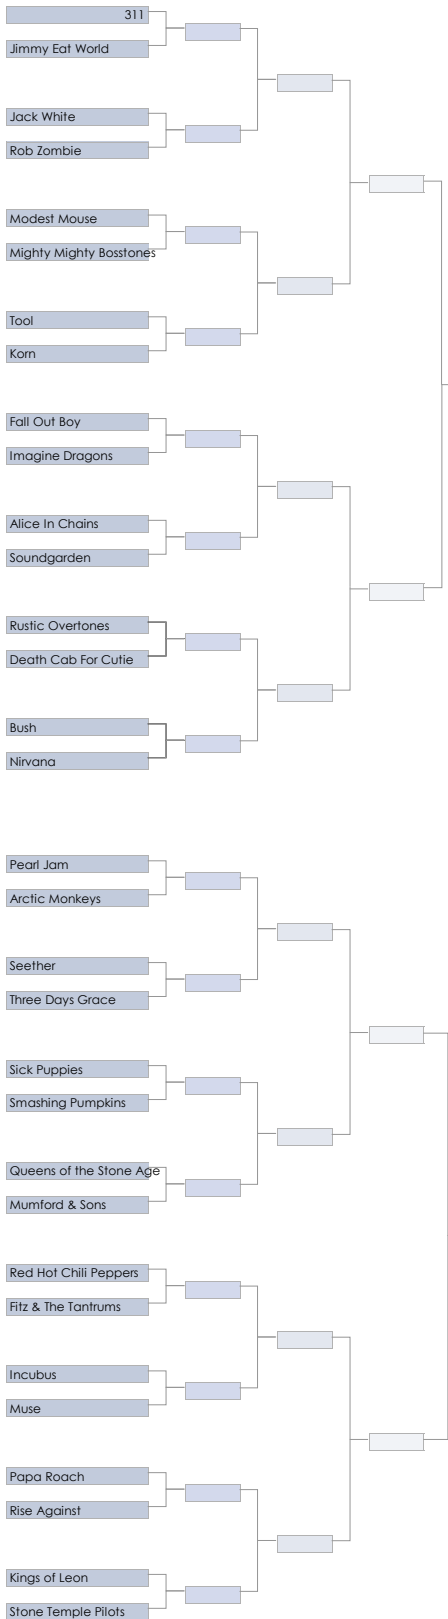 311
Jimmy Eat World
Jack White
Rob Zombie
Modest Mouse
Mighty Mighty Bosstones
Tool
Korn
Fall Out Boy
Imagine Dragons
Alice In Chains
Soundgarden
Rustic Overtones
Death Cab For Cutie
Bush
Nirvana
Pearl Jam
Arctic Monkeys
Seether
Three Days Grace
Sick Puppies
Smashing Pumpkins
Queens of the Stone Age
Mumford & Sons
Red Hot Chili Peppers
Fitz & The Tantrums
Incubus
Muse
Papa Roach
Rise Against
Kings of Leon
Stone Temple Pilots